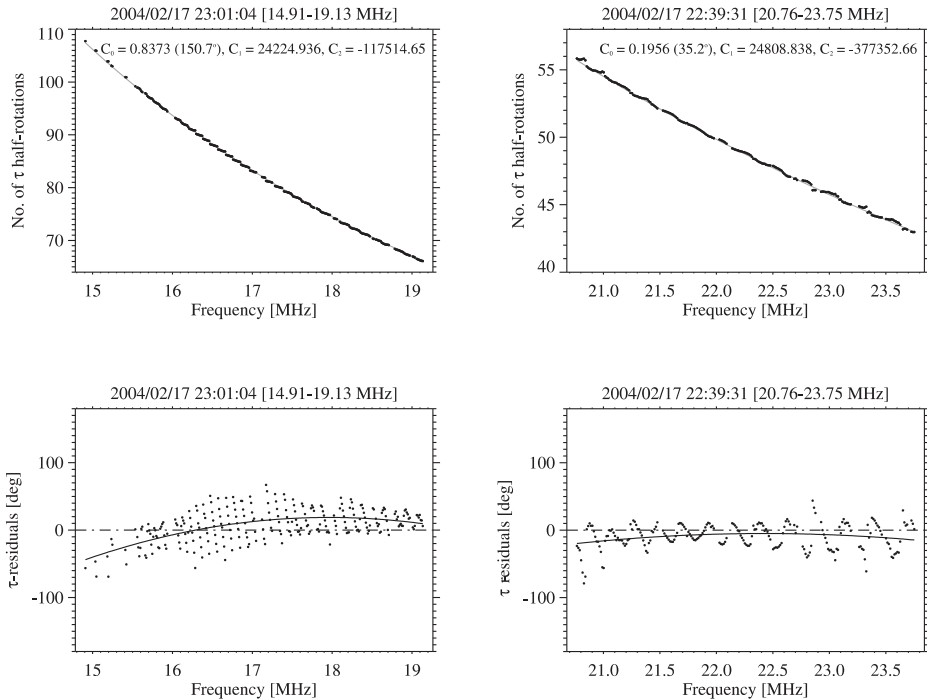 2004/02/17 23:01:04 [14.91-19.13 MHz]
C₀ = 0.8373 (150.7°), C₁ = 24224.936, C₂ = -117514.65
110
100
90
80
70
No. of τ half-rotations
15 16 17 18 19
Frequency [MHz]
2004/02/17 22:39:31 [20.76-23.75 MHz]
C₀ = 0.1956 (35.2°), C₁ = 24808.838, C₂ = -377352.66
55
50
45
40
No. of τ half-rotations
21.0 21.5 22.0 22.5 23.0 23.5
Frequency [MHz]
2004/02/17 23:01:04 [14.91-19.13 MHz]
100
0
-100
τ-residuals [deg]
15 16 17 18 19
Frequency [MHz]
2004/02/17 22:39:31 [20.76-23.75 MHz]
100
0
-100
τ-residuals [deg]
21.0 21.5 22.0 22.5 23.0 23.5
Frequency [MHz]